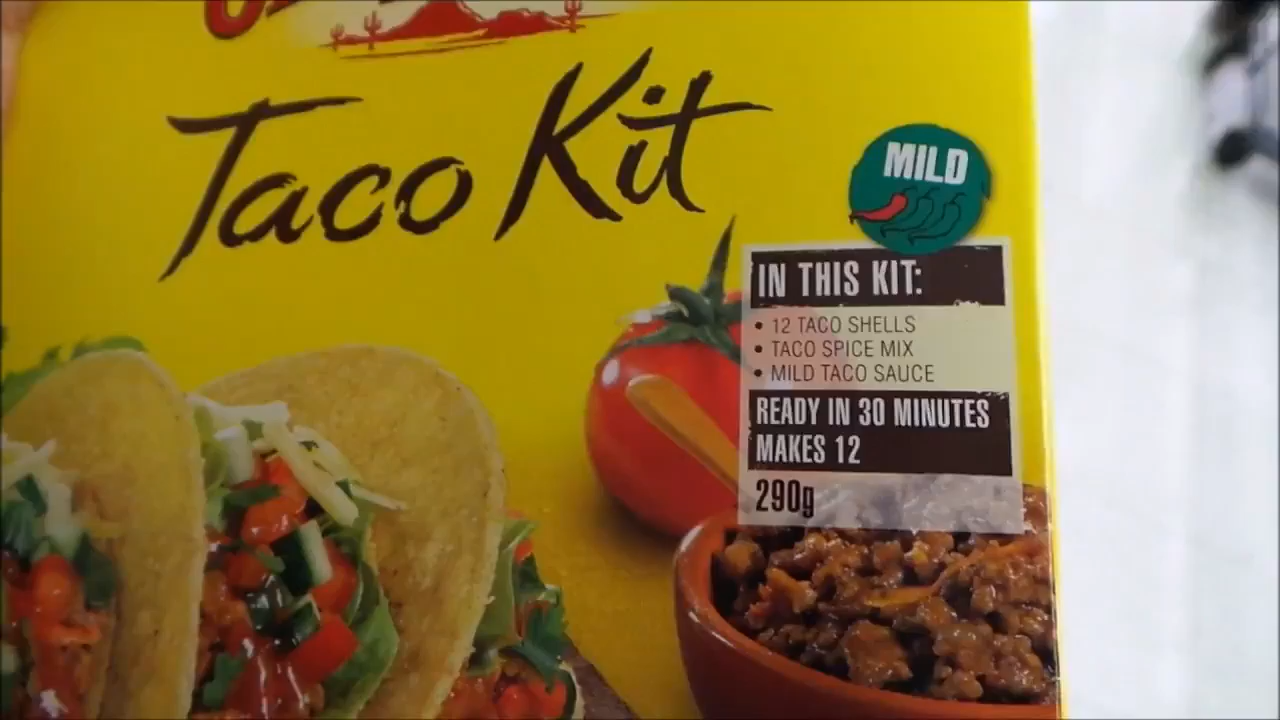 Taco Kit
MILD
IN THIS KIT:
• 12 TACO SHELLS
• TACO SPICE MIX
• MILD TACO SAUCE
READY IN 30 MINUTES
MAKES 12
290g